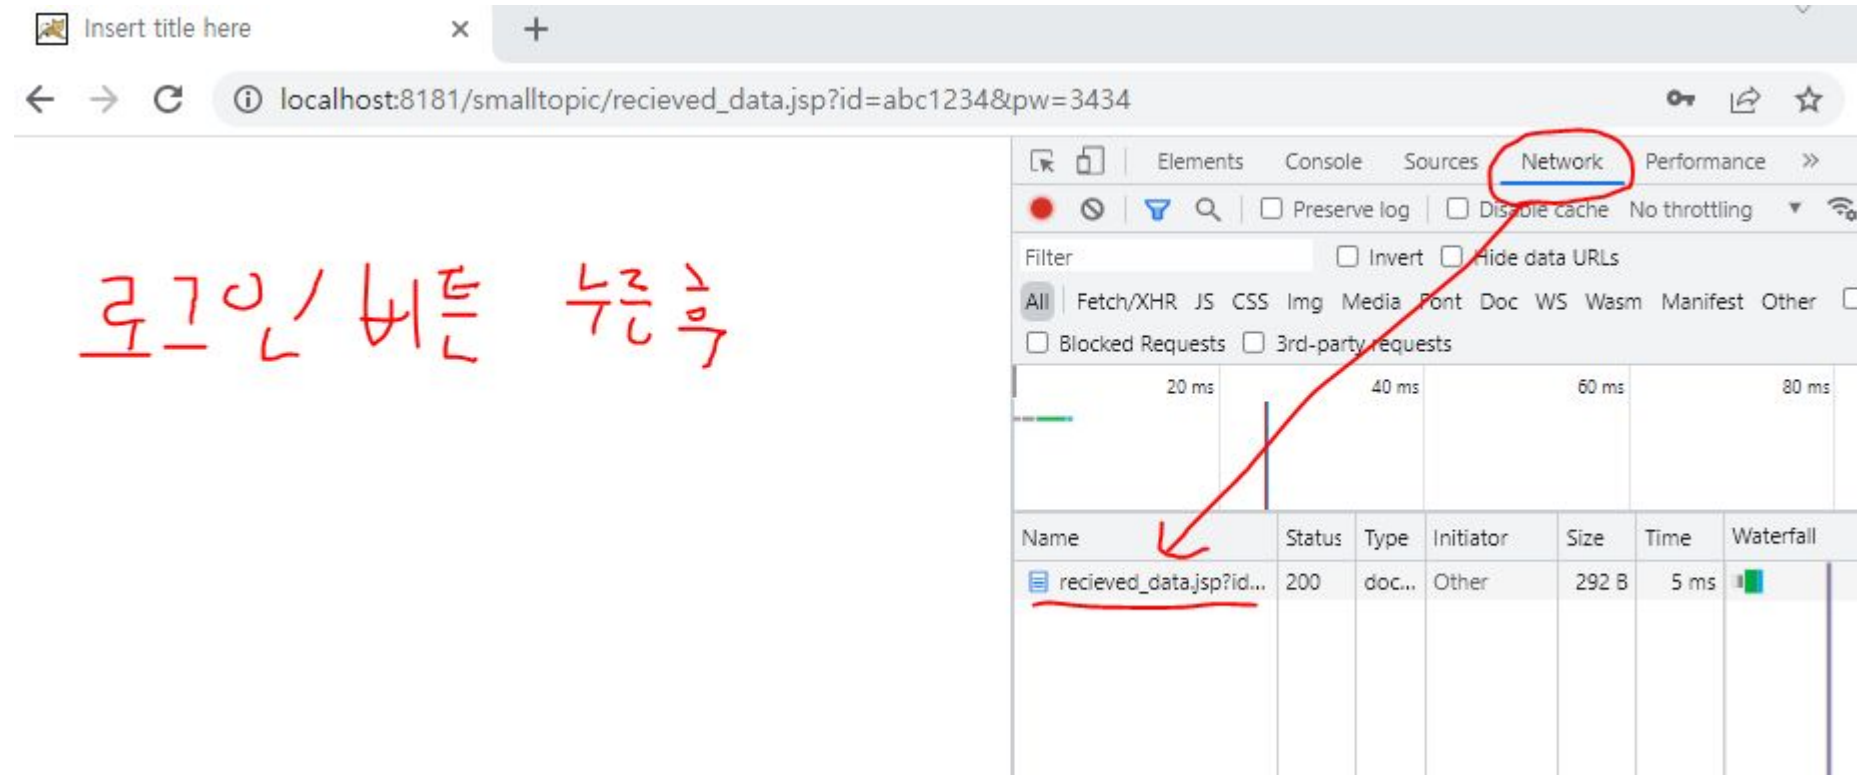 Insert title here
localhost:8181/smalltopic/recieved_data.jsp?id=abc1234&pw=3434
Elements Console Sources Network Performance »
Preserve log Disable cache No throttling
Filter Invert Hide data URLs
All Fetch/XHR JS CSS Img Media Font Doc WS Wasm Manifest Other
Blocked Requests 3rd-party requests
20 ms 40 ms 60 ms 80 ms
Name Status Type Initiator Size Time Waterfall
recieved_data.jsp?id... 200 doc... Other 292 B 5 ms
로그인 버튼 누른 후